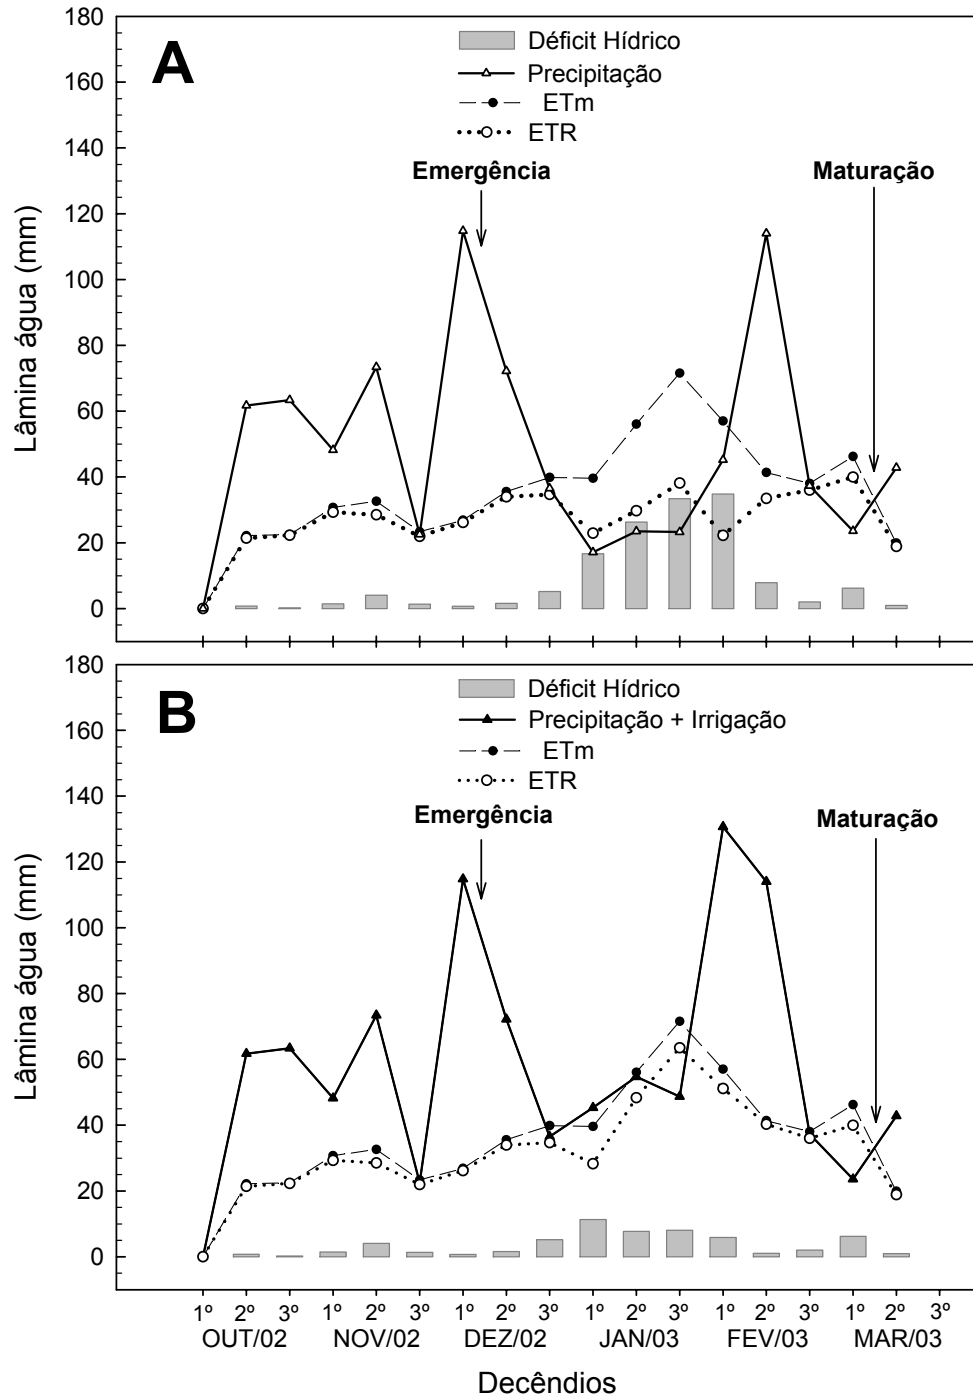 A
Déficit Hídrico
Precipitação
ETm
ETR
Emergência
Maturação
Lâmina água (mm)
180
160
140
120
100
80
60
40
20
0
B
Déficit Hídrico
Precipitação + Irrigação
ETm
ETR
Emergência
Maturação
Lâmina água (mm)
180
160
140
120
100
80
60
40
20
0
1º 2º 3º 1º 2º 3º 1º 2º 3º 1º 2º 3º 1º 2º 3º 1º 2º 3º
OUT/02 NOV/02 DEZ/02 JAN/03 FEV/03 MAR/03
Decêndios